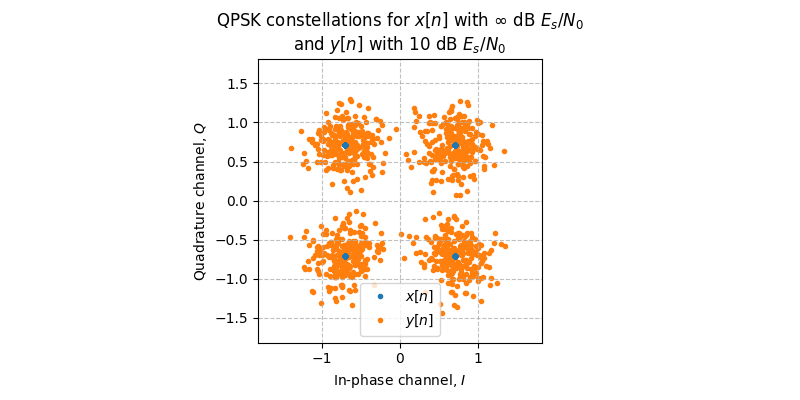 QPSK constellations for x[n] with ∞ dB Eₛ/N₀
and y[n] with 10 dB Eₛ/N₀
1.5
1.0
0.5
0.0
−0.5
−1.0
−1.5
Quadrature channel, Q
x[n]
y[n]
−1
0
1
In-phase channel, I